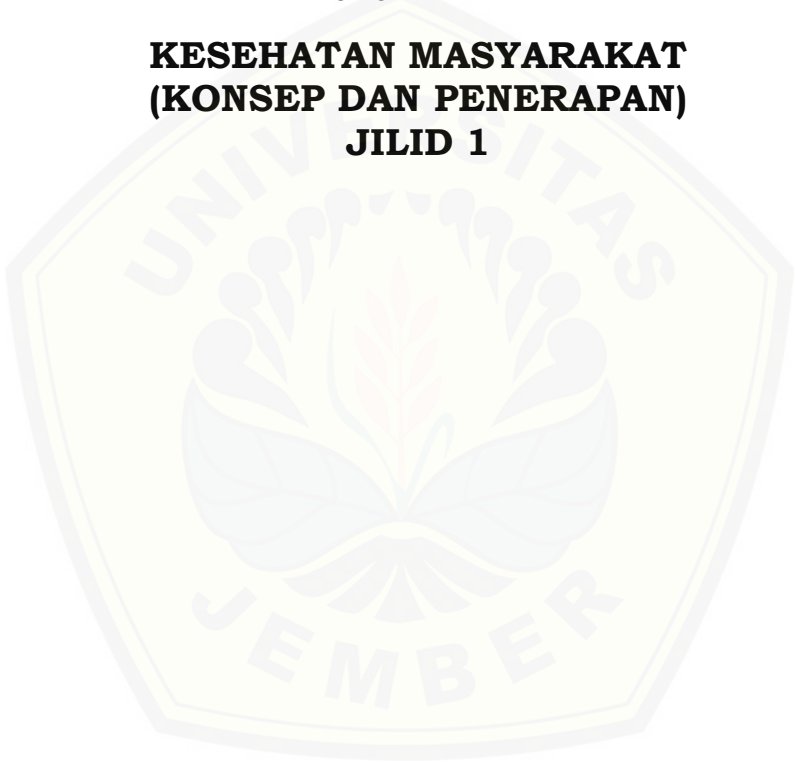 KESEHATAN MASYARAKAT
(KONSEP DAN PENERAPAN)
JILID 1
UNIVERSITAS
JEMBER